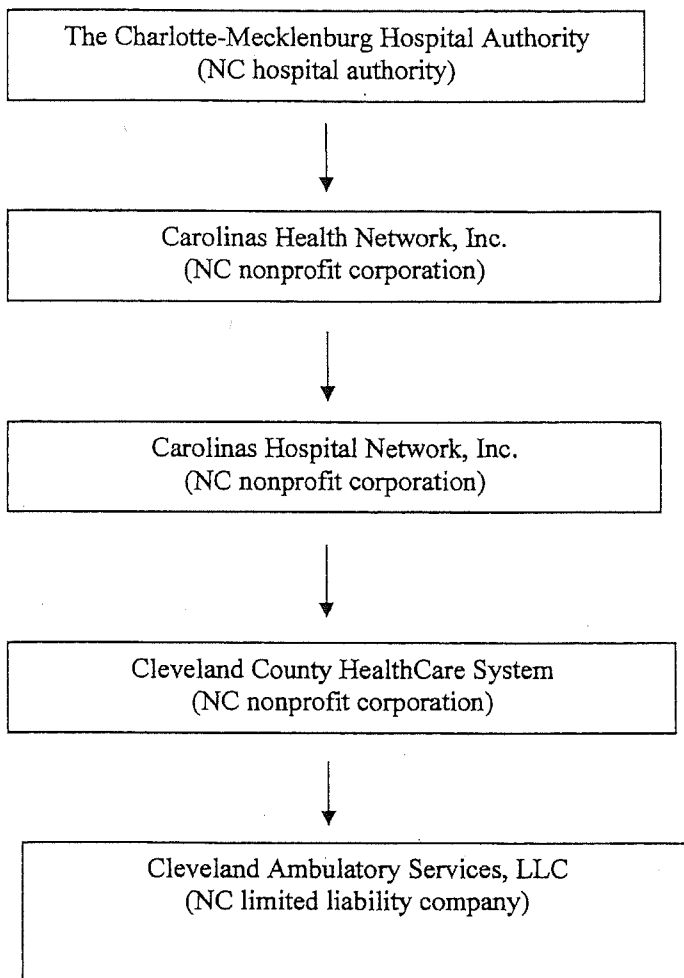 The Charlotte-Mecklenburg Hospital Authority
(NC hospital authority)
Carolinas Health Network, Inc.
(NC nonprofit corporation)
Carolinas Hospital Network, Inc.
(NC nonprofit corporation)
Cleveland County HealthCare System
(NC nonprofit corporation)
Cleveland Ambulatory Services, LLC
(NC limited liability company)